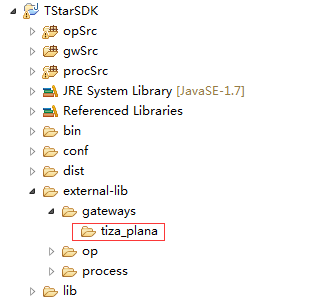 TStarSDK
opSrc
gwSrc
procSrc
JRE System Library [JavaSE-1.7]
Referenced Libraries
bin
conf
dist
external-lib
gateways
tiza_plana
op
process
lib